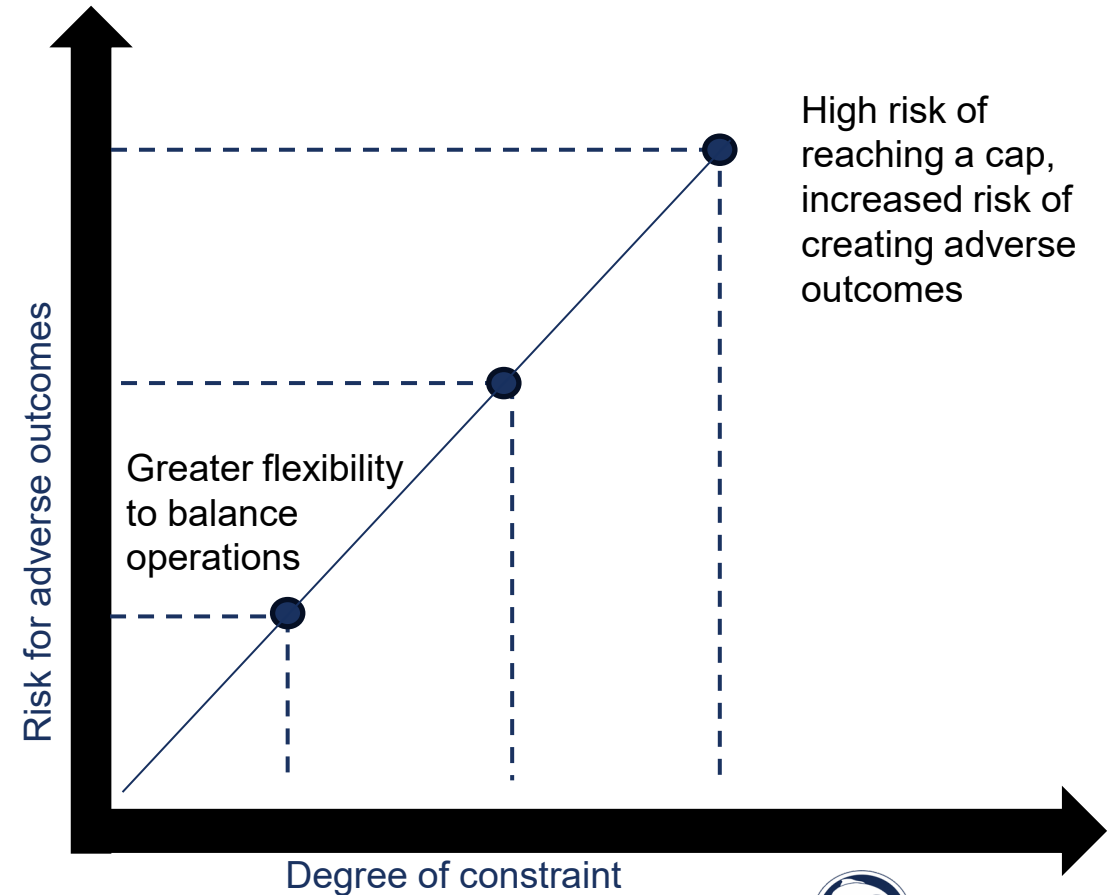 High risk of
reaching a cap,
increased risk of
creating adverse
outcomes
Risk for adverse outcomes
Greater flexibility
to balance
operations
Degree of constraint